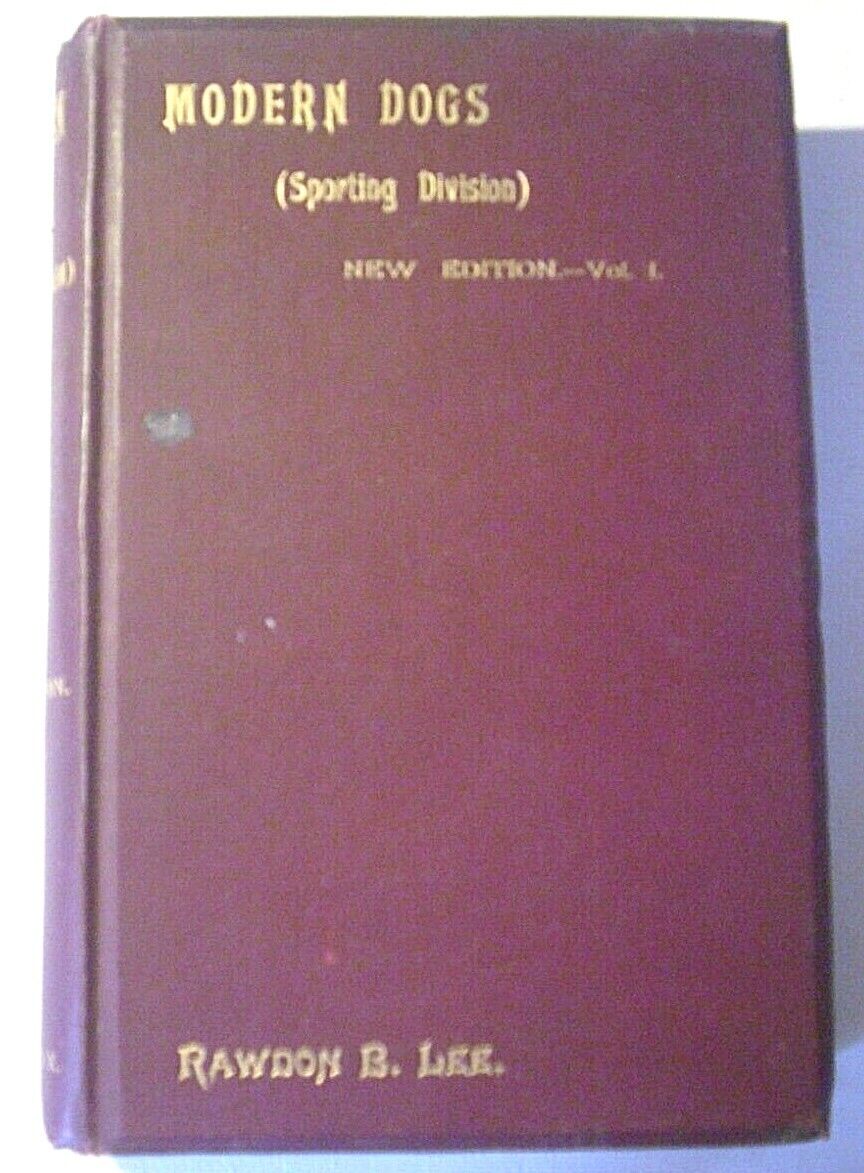 MODERN DOGS
(Sporting Division)
NEW EDITION.—Vol. I.
RAWDON B. LEE.